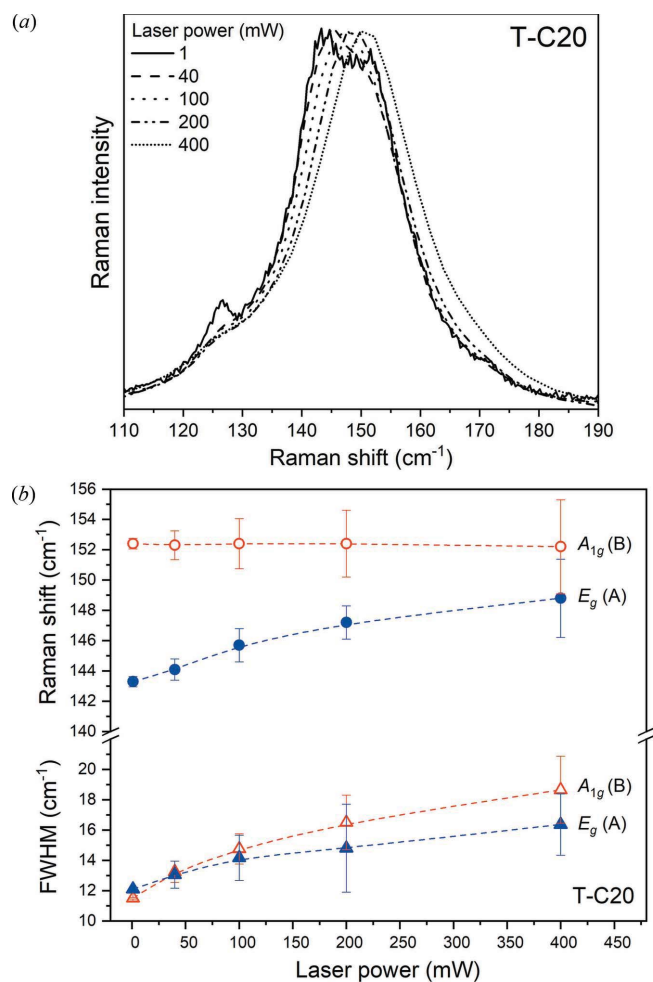 (a)
Laser power (mW)
1
40
100
200
400
T-C20
Raman intensity
110 120 130 140 150 160 170 180 190
Raman shift (cm⁻¹)
(b)
156
154
152
150
148
146
144
142
140
Raman shift (cm⁻¹)
A₁g (B)
Eg (A)
20
18
16
14
12
10
FWHM (cm⁻¹)
A₁g (B)
Eg (A)
T-C20
0 50 100 150 200 250 300 350 400 450
Laser power (mW)